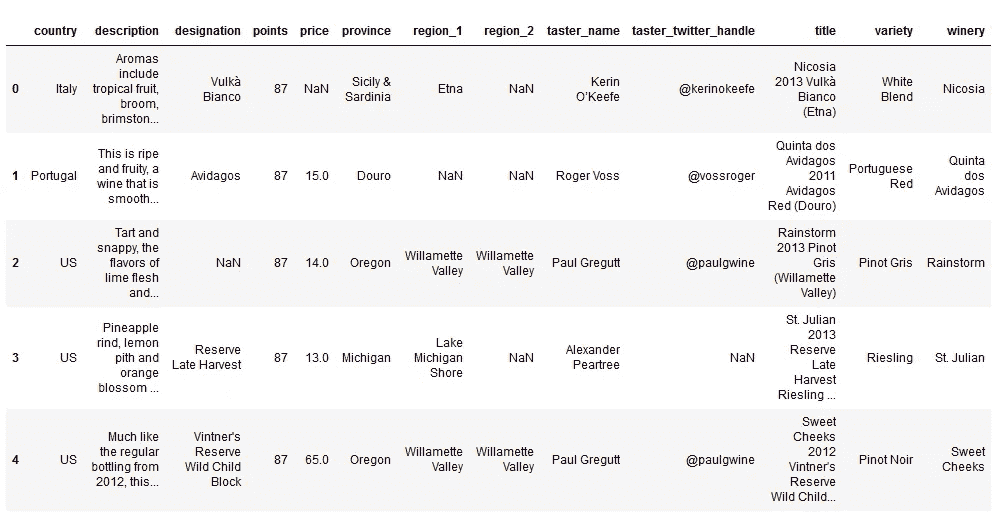 country description designation points price province region_1 region_2 taster_name taster_twitter_handle title variety winery
0 Italy Aromas include tropical fruit, broom, brimston... Vulkà Bianco 87 NaN Sicily & Sardinia Etna NaN Kerin O'Keefe @kerinokeefe Nicosia 2013 Vulkà Bianco (Etna) White Blend Nicosia
1 Portugal This is ripe and fruity, a wine that is smooth... Avidagos 87 15.0 Douro NaN NaN Roger Voss @vossroger Quinta dos Avidagos 2011 Avidagos Red (Douro) Portuguese Red Quinta dos Avidagos
2 US Tart and snappy, the flavors of lime flesh and... NaN 87 14.0 Oregon Willamette Valley Willamette Valley Paul Gregutt @paulgwine Rainstorm 2013 Pinot Gris (Willamette Valley) Pinot Gris Rainstorm
3 US Pineapple rind, lemon pith and orange blossom ... Reserve Late Harvest 87 13.0 Michigan Lake Michigan Shore NaN Alexander Peartree NaN St. Julian 2013 Reserve Late Harvest Riesling ... Riesling St. Julian
4 US Much like the regular bottling from 2012, this... Vintner's Reserve Wild Child Block 87 65.0 Oregon Willamette Valley Willamette Valley Paul Gregutt @paulgwine Sweet Cheeks 2012 Vintner's Reserve Wild Child... Pinot Noir Sweet Cheeks